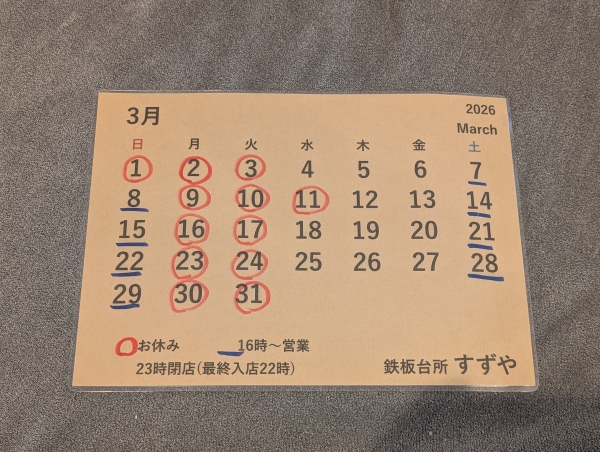 3月
2026
March
日 月 火 水 木 金 土
1 2 3 4 5 6 7
8 9 10 11 12 13 14
15 16 17 18 19 20 21
22 23 24 25 26 27 28
29 30 31
お休み 16時～営業
23時閉店(最終入店22時)
鉄板台所 すずや